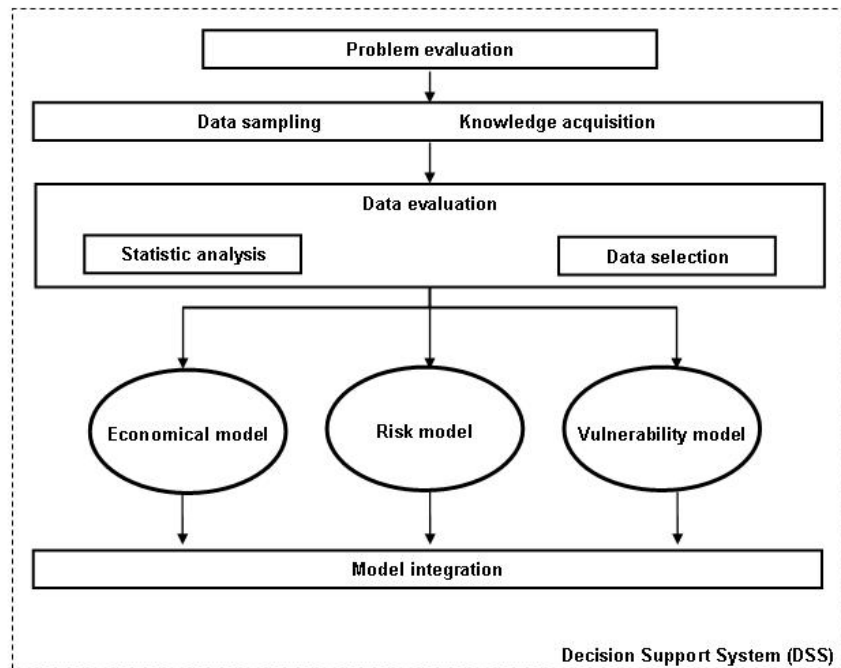 Problem evaluation
Data sampling Knowledge acquisition
Data evaluation
Statistic analysis
Data selection
Economical model
Risk model
Vulnerability model
Model integration
Decision Support System (DSS)